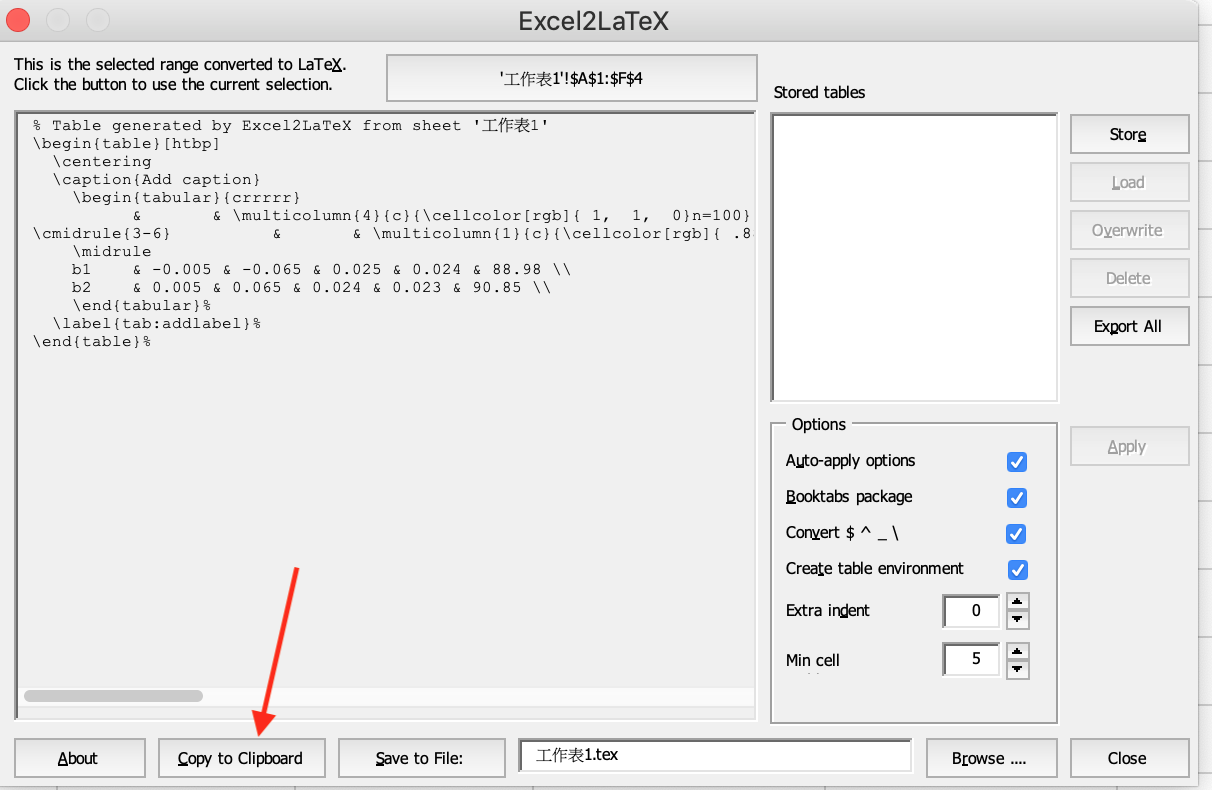 Excel2LaTeX
This is the selected range converted to LaTeX.
Click the button to use the current selection.
'工作表1'!$A$1:$F$4
Stored tables
% Table generated by Excel2LaTeX from sheet '工作表1'
\begin{table}[htbp]
\centering
\caption{Add caption}
\begin{tabular}{crrrrr}
& & \multicolumn{4}{c}{\cellcolor[rgb]{ 1, 1, 0}n=100}
\cmidrule{3-6} & & \multicolumn{1}{c}{\cellcolor[rgb]{ .8
\midrule
b1 & -0.005 & -0.065 & 0.025 & 0.024 & 88.98 \\
b2 & 0.005 & 0.065 & 0.024 & 0.023 & 90.85 \\
\end{tabular}%
\label{tab:addlabel}%
\end{table}%
Store
Load
Overwrite
Delete
Export All
Options
Auto-apply options
Booktabs package
Convert $ ^ _ \
Create table environment
Extra indent 0
Min cell 5
Apply
About
Copy to Clipboard
Save to File:
工作表1.tex
Browse ....
Close